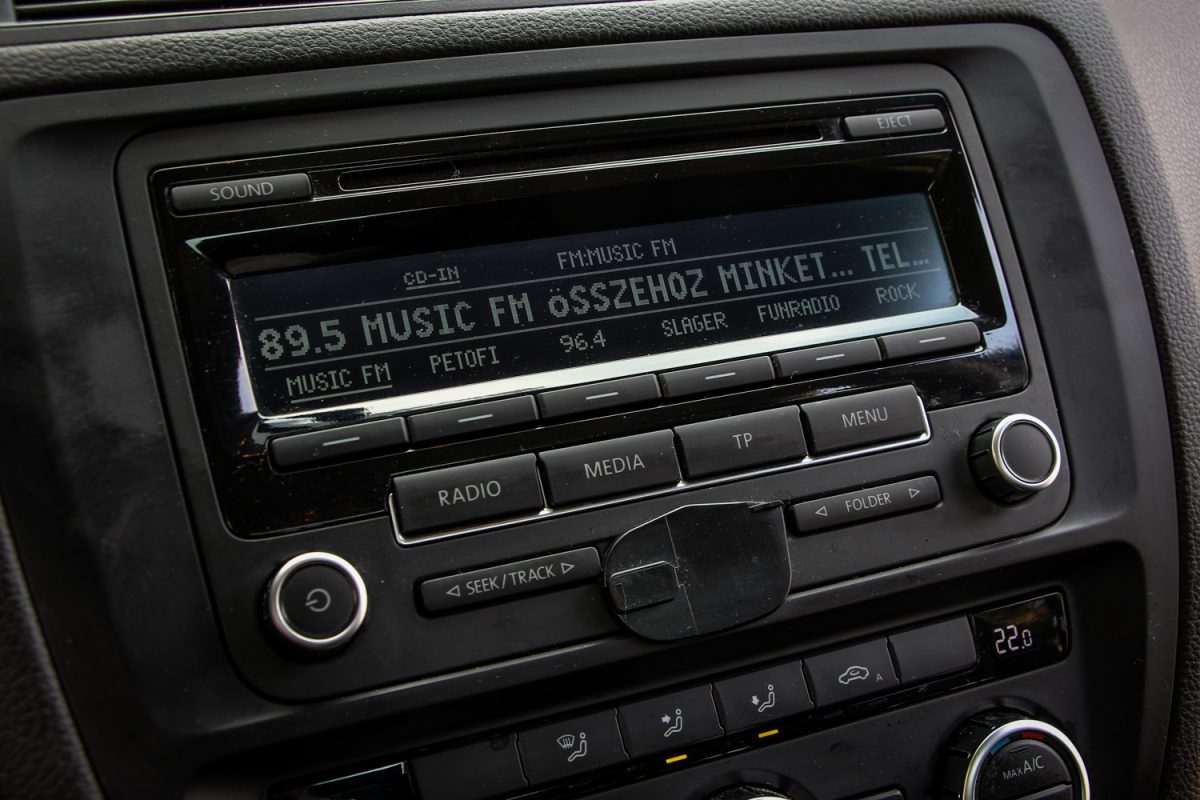 EJECT
SOUND
CD-IN FM:MUSIC FM
89.5 MUSIC FM öSSZEHOZ MINKET... TEL...
MUSIC FM PETOFI 96.4 SLAGER FUNRADIO ROCK
RADIO MEDIA TP MENU
SEEK/TRACK FOLDER
22.0
A
MAX A/C